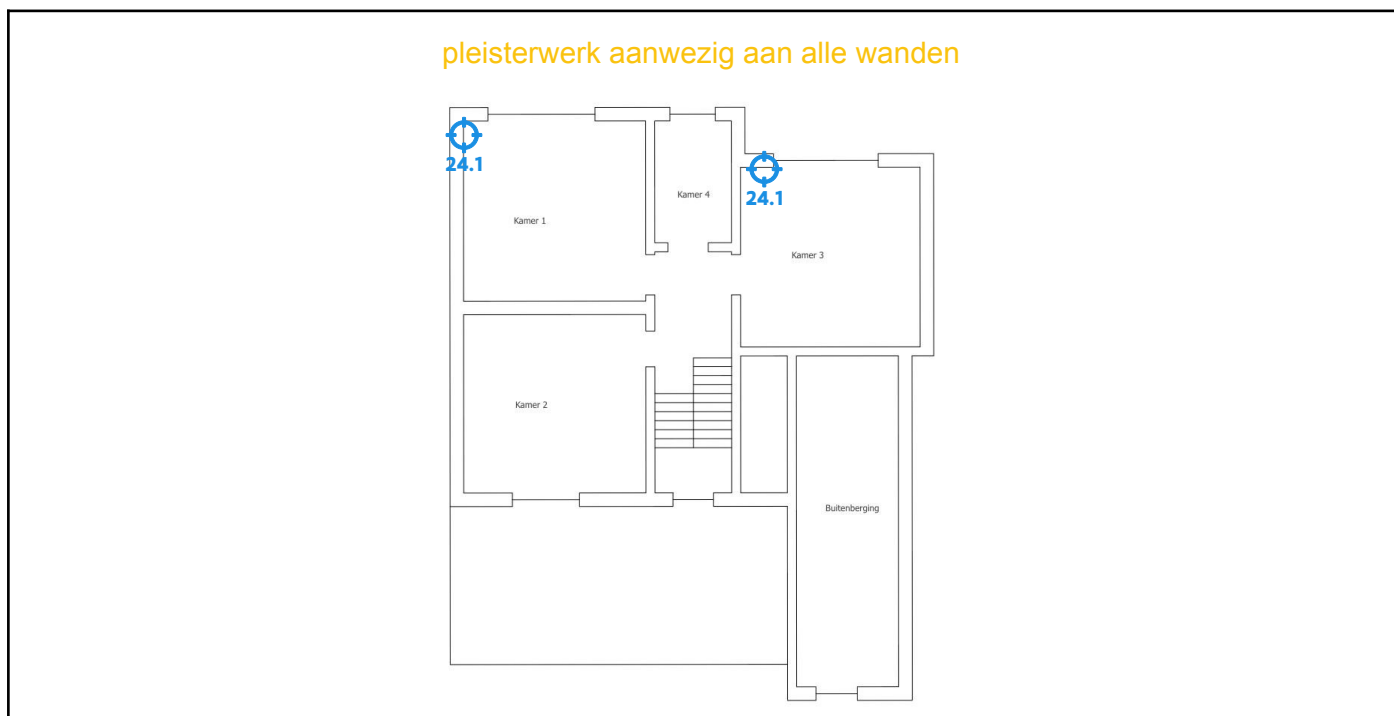 pleisterwerk aanwezig aan alle wanden
24.1
24.1
Kamer 4
Kamer 1
Kamer 3
Kamer 2
Buitenberging